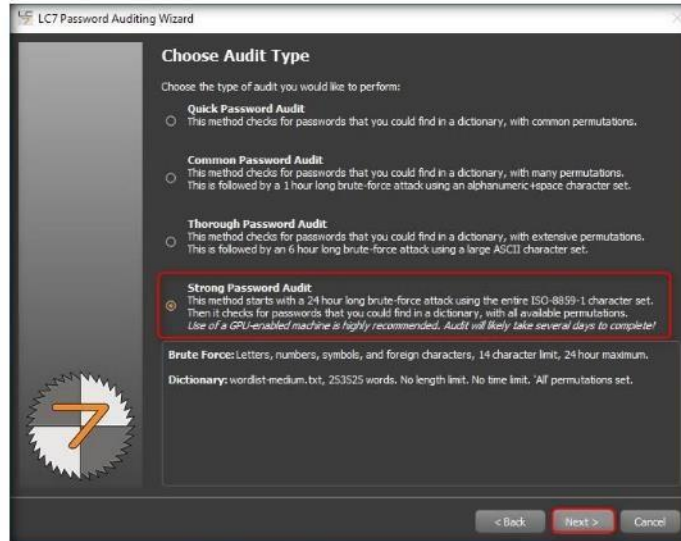 LC7 Password Auditing Wizard
Choose Audit Type
Choose the type of audit you would like to perform:
Quick Password Audit
This method checks for passwords that you could find in a dictionary, with common permutations.
Common Password Audit
This method checks for passwords that you could find in a dictionary, with many permutations.
This is followed by a 1 hour long brute-force attack using an alphanumeric+space character set.
Thorough Password Audit
This method checks for passwords that you could find in a dictionary, with extensive permutations.
This is followed by an 6 hour long brute-force attack using a large ASCII character set.
Strong Password Audit
This method starts with a 24 hour long brute-force attack using the entire ISO-8859-1 character set.
Then it checks for passwords that you could find in a dictionary, with all available permutations.
Use of a GPU-enabled machine is highly recommended. Audit will likely take several days to complete!
Brute Force: Letters, numbers, symbols, and foreign characters, 14 character limit, 24 hour maximum.
Dictionary: wordlist-medium.txt, 253525 words. No length limit. No time limit. 'All' permutations set.
7
< Back Next > Cancel